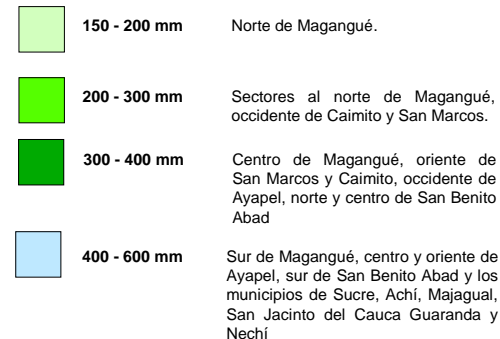 150 - 200 mm Norte de Magangué.
200 - 300 mm Sectores al norte de Magangué,
occidente de Caimito y San Marcos.
300 - 400 mm Centro de Magangué, oriente de
San Marcos y Caimito, occidente de
Ayapel, norte y centro de San Benito
Abad
400 - 600 mm Sur de Magangué, centro y oriente de
Ayapel, sur de San Benito Abad y los
municipios de Sucre, Achí, Majagual,
San Jacinto del Cauca Guaranda y
Nechí